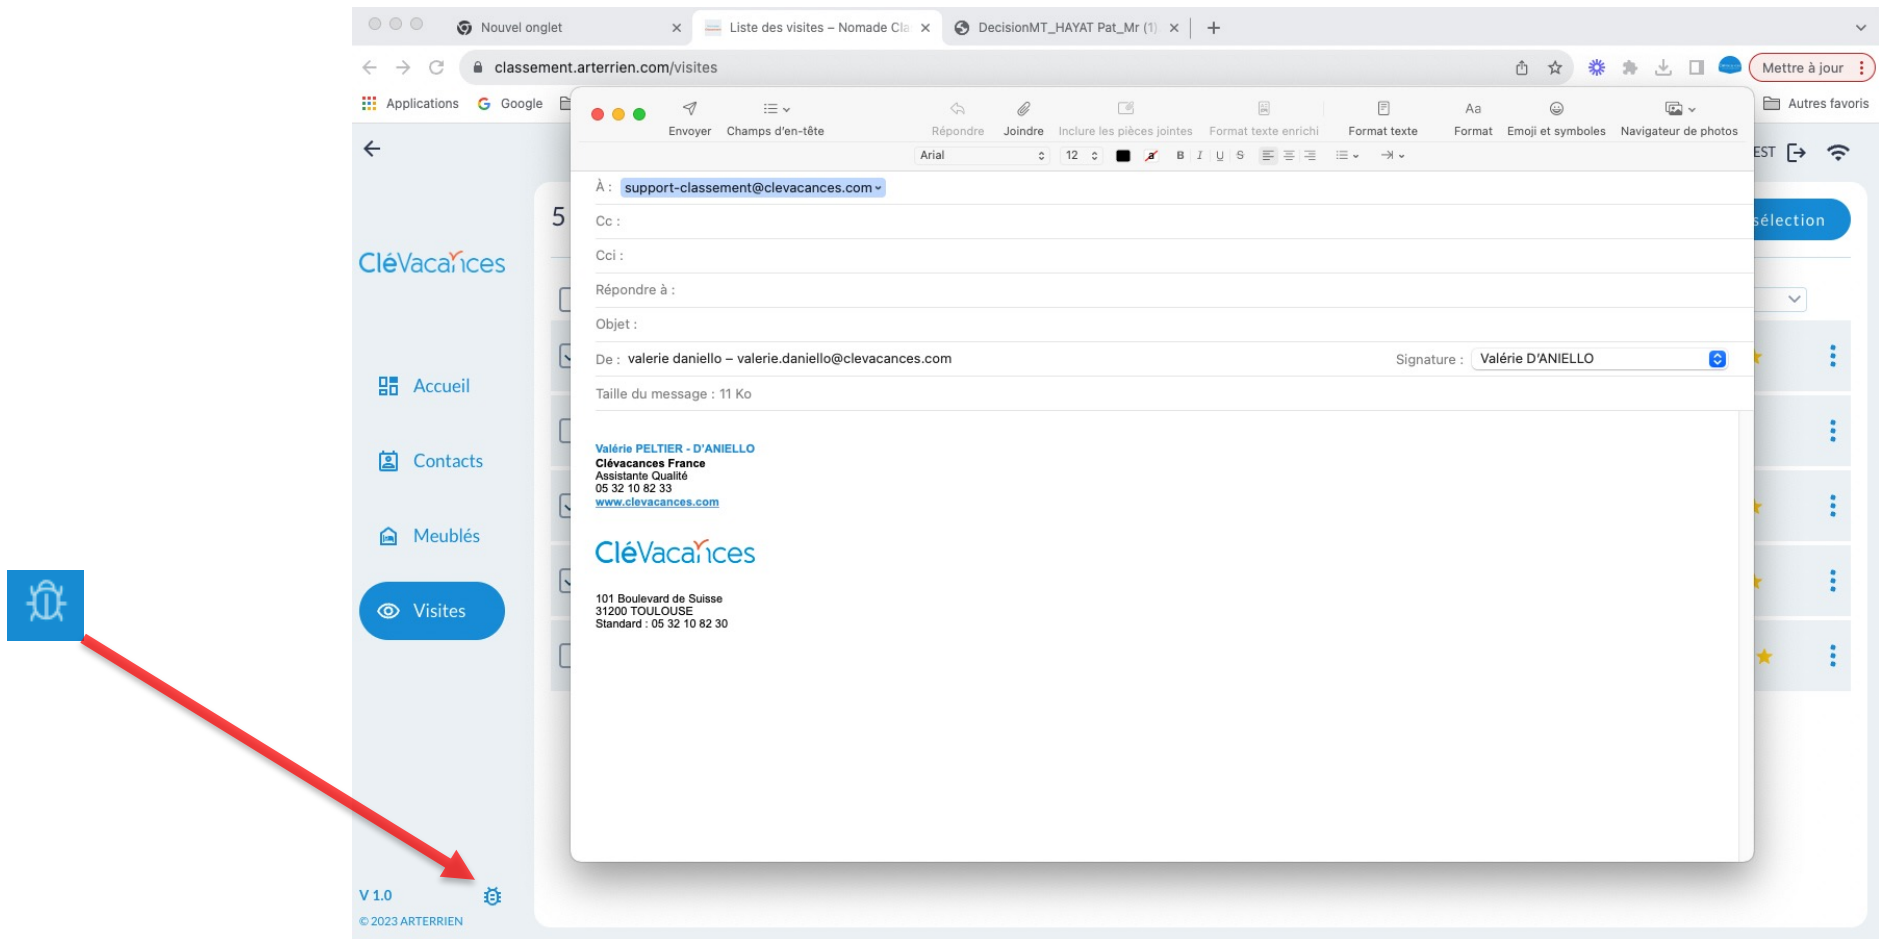 Nouvel onglet
Liste des visites – Nomade Cla
DecisionMT_HAYAT Pat_Mr (1)
classement.arterrien.com/visites
Mettre à jour
Applications
Google
Autres favoris
Envoyer
Champs d'en-tête
Répondre
Joindre
Inclure les pièces jointes
Format texte enrichi
Format texte
Aa
Format
Emoji et symboles
Navigateur de photos
Arial
12
a
B I U S
EST
À : support-classement@clevacances.com
5
sélection
Cc :
Cci :
Répondre à :
Objet :
De : valerie daniello – valerie.daniello@clevacances.com
Signature : Valérie D'ANIELLO
Taille du message : 11 Ko
CléVacances
Accueil
Contacts
Meublés
Visites
Valérie PELTIER - D'ANIELLO
Clévacances France
Assistante Qualité
05 32 10 82 33
www.clevacances.com
CléVacances
101 Boulevard de Suisse
31200 TOULOUSE
Standard : 05 32 10 82 30
V 1.0
© 2023 ARTERRIEN